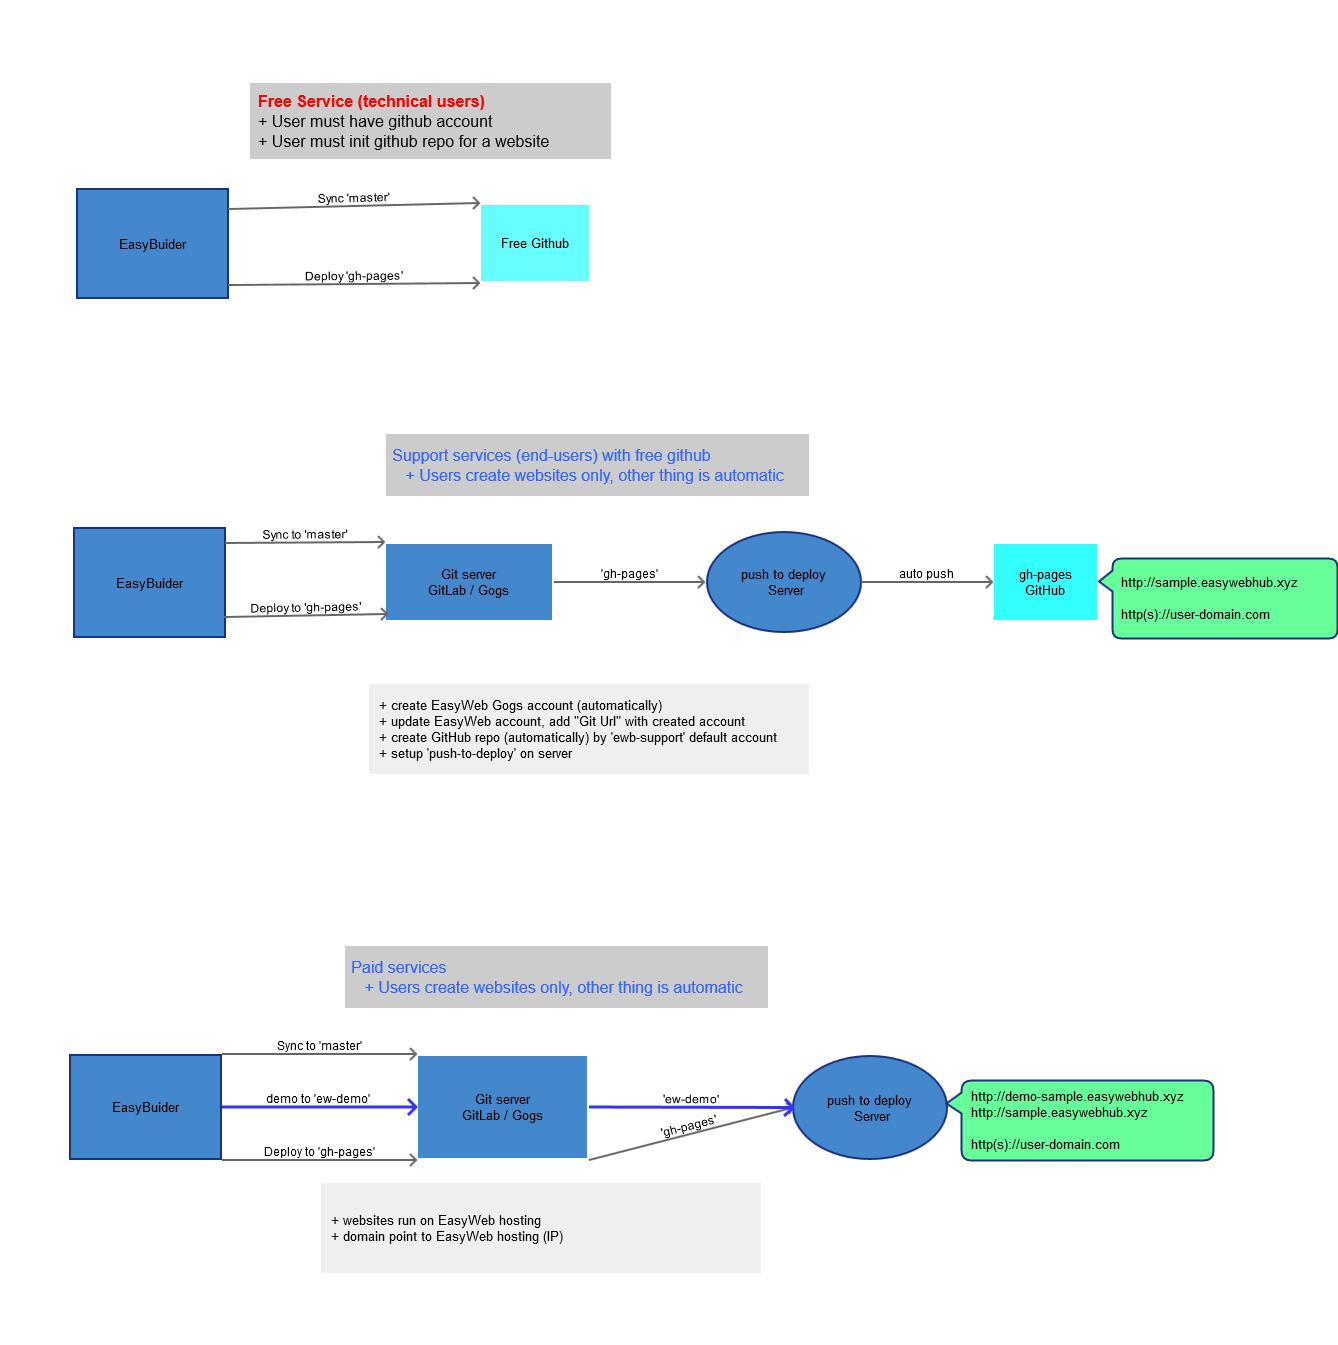 Free Service (technical users)
+ User must have github account
+ User must init github repo for a website
Sync 'master'
EasyBuider
Free Github
Deploy 'gh-pages'
Support services (end-users) with free github
+ Users create websites only, other thing is automatic
Sync to 'master'
EasyBuider
Deploy to 'gh-pages'
Git server
GitLab / Gogs
'gh-pages'
push to deploy
Server
auto push
gh-pages
GitHub
http://sample.easywebhub.xyz
http(s)://user-domain.com
+ create EasyWeb Gogs account (automatically)
+ update EasyWeb account, add "Git Url" with created account
+ create GitHub repo (automatically) by 'ewb-support' default account
+ setup 'push-to-deploy' on server
Paid services
+ Users create websites only, other thing is automatic
Sync to 'master'
EasyBuider
demo to 'ew-demo'
Deploy to 'gh-pages'
Git server
GitLab / Gogs
'ew-demo'
'gh-pages'
push to deploy
Server
http://demo-sample.easywebhub.xyz
http://sample.easywebhub.xyz
http(s)://user-domain.com
+ websites run on EasyWeb hosting
+ domain point to EasyWeb hosting (IP)